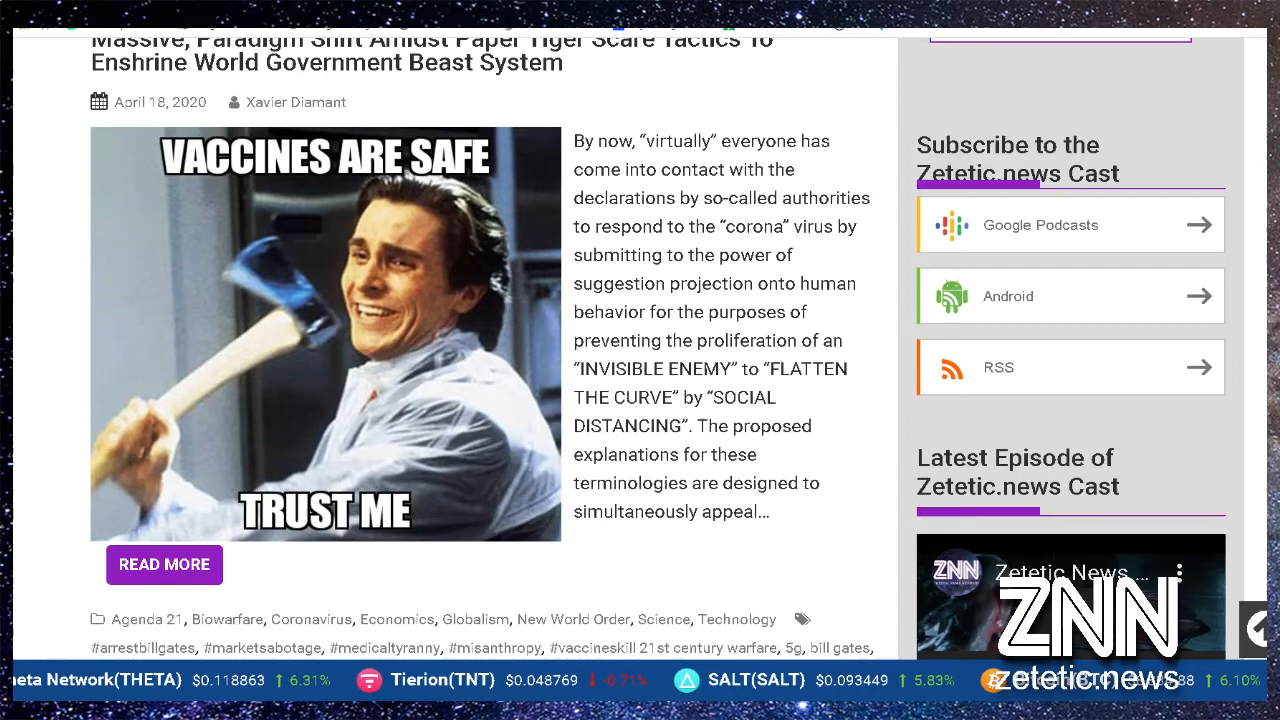 Massive, Paradigm Shift Amidst Paper Tiger Scare Tactics To
Enshrine World Government Beast System
April 18, 2020 Xavier Diamant
VACCINES ARE SAFE
TRUST ME
By now, “virtually” everyone has
come into contact with the
declarations by so-called authorities
to respond to the “corona” virus by
submitting to the power of
suggestion projection onto human
behavior for the purposes of
preventing the proliferation of an
“INVISIBLE ENEMY” to “FLATTEN
THE CURVE” by “SOCIAL
DISTANCING”. The proposed
explanations for these
terminologies are designed to
simultaneously appeal…
READ MORE
Agenda 21, Biowarfare, Coronavirus, Economics, Globalism, New World Order, Science, Technology
#arrestbillgates, #marketsabotage, #medicaltyranny, #misanthropy, #vaccineskill 21st century warfare, 5g, bill gates,
Subscribe to the
Zetetic.news Cast
Google Podcasts
Android
RSS
Latest Episode of
Zetetic.news Cast
ZNN
Zetetic News ...
ZNN
zetetic.news
heta Network(THETA) $0.118863 ↑ 6.31% Tierion(TNT) $0.048769 ↓ -0.71% SALT(SALT) $0.093449 ↑ 5.83% ↑ 6.10%